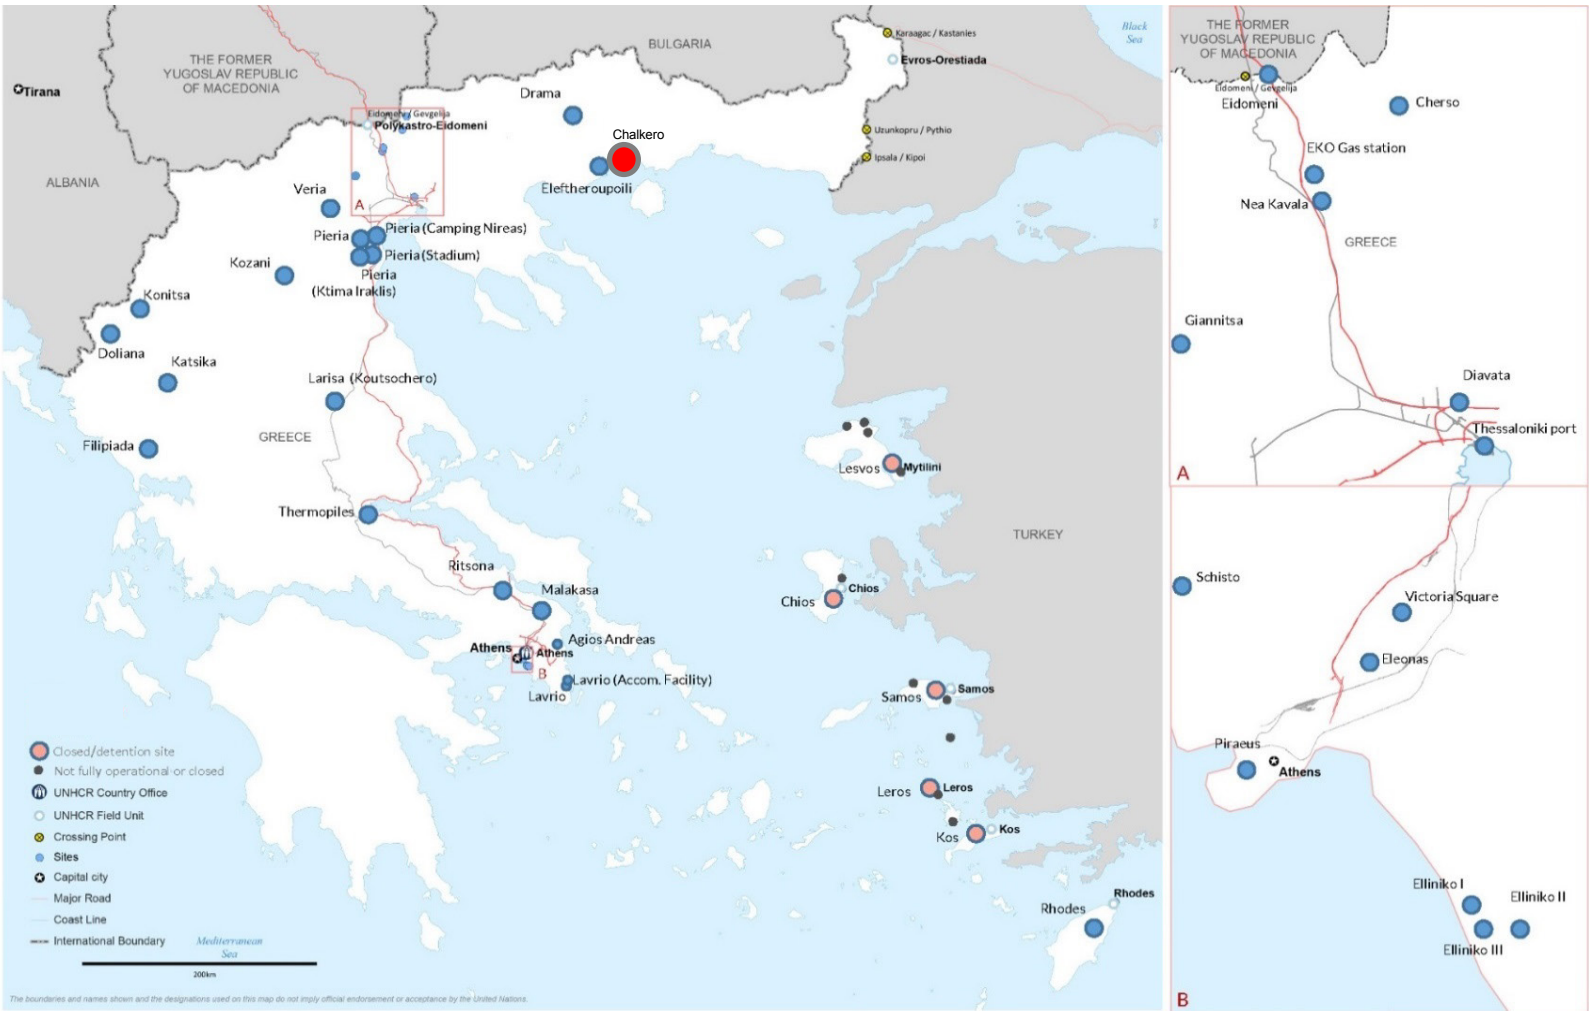 Black
Sea
BULGARIA
Karaagac / Kastanies
Evros-Orestiada
THE FORMER
YUGOSLAV REPUBLIC
OF MACEDONIA
Tirana
Drama
Eidomeni / Gevgelija
Polykastro-Eidomeni
Chalkero
Uzunkopru / Pythio
Ipsala / Kipoi
ALBANIA
Veria
A
Eleftheroupoili
Pieria
Pieria (Camping Nireas)
Pieria (Stadium)
Kozani
Pieria
(Ktima Iraklis)
Konitsa
Doliana
Katsika
Larisa (Koutsochero)
GREECE
Filipiada
Lesvos
Mytilini
Thermopiles
TURKEY
Ritsona
Malakasa
Chios
Chios
Agios Andreas
Athens
Athens
B
Lavrio (Accom. Facility)
Lavrio
Samos
Samos
Leros
Leros
Kos
Kos
Rhodes
Rhodes
Closed/detention site
Not fully operational or closed
UNHCR Country Office
UNHCR Field Unit
Crossing Point
Sites
Capital city
Major Road
Coast Line
International Boundary
Mediterranean
Sea
200km
The boundaries and names shown and the designations used on this map do not imply official endorsement or acceptance by the United Nations.
THE FORMER
YUGOSLAV REPUBLIC
OF MACEDONIA
Eidomeni / Gevgelija
Eidomeni
Cherso
EKO Gas station
Nea Kavala
GREECE
Giannitsa
Diavata
Thessaloniki port
A
Schisto
Victoria Square
Eleonas
Piraeus
Athens
Elliniko I
Elliniko II
Elliniko III
B